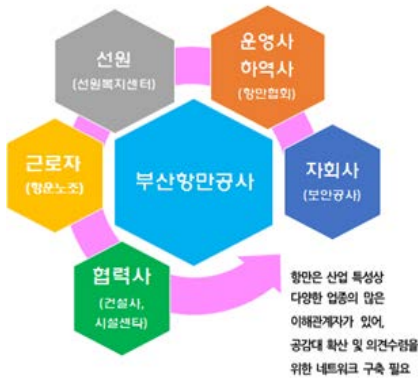 선원
(선원복지센터)
운영사
하역사
(항만협회)
근로자
(항운노조)
부산항만공사
자회사
(보안공사)
협력사
(건설사,
시설센타)
항만은 산업 특성상
다양한 업종의 많은
이해관계자가 있어,
공감대 확산 및 의견수렴을
위한 네트워크 구축 필요